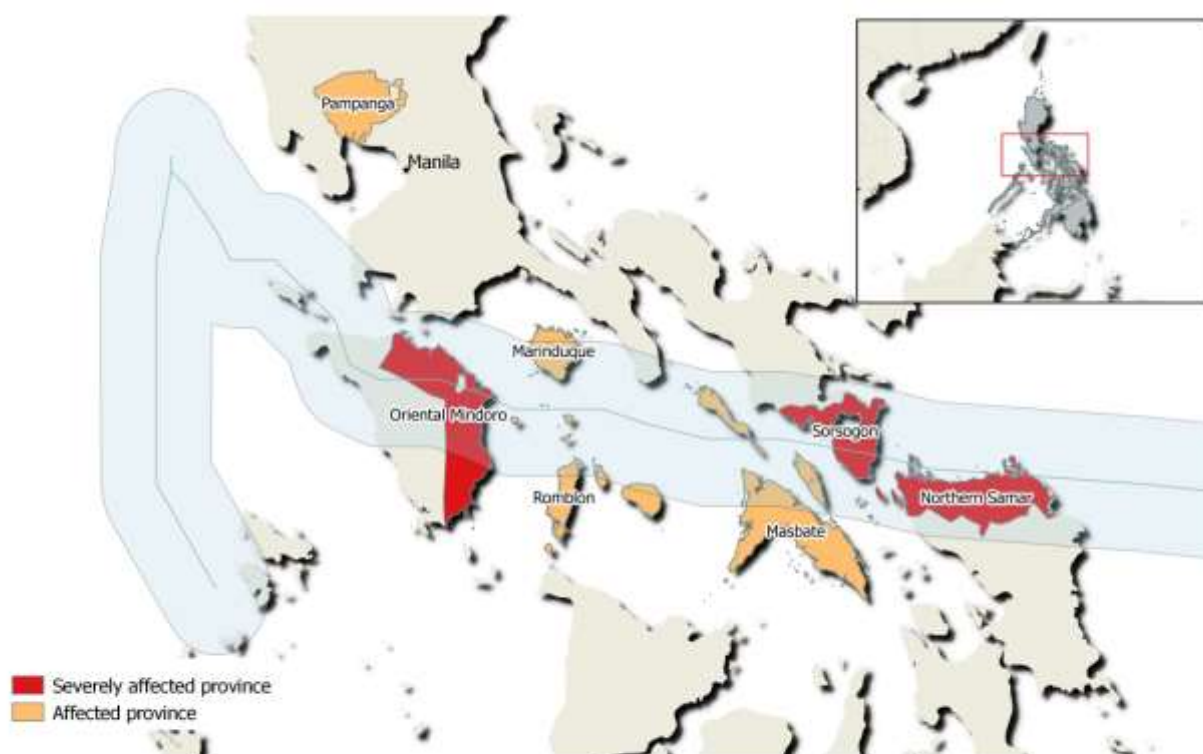 Pampanga
Manila
Marinduque
Oriental Mindoro
Sorsogon
Romblon
Northern Samar
Masbate
Severely affected province
Affected province